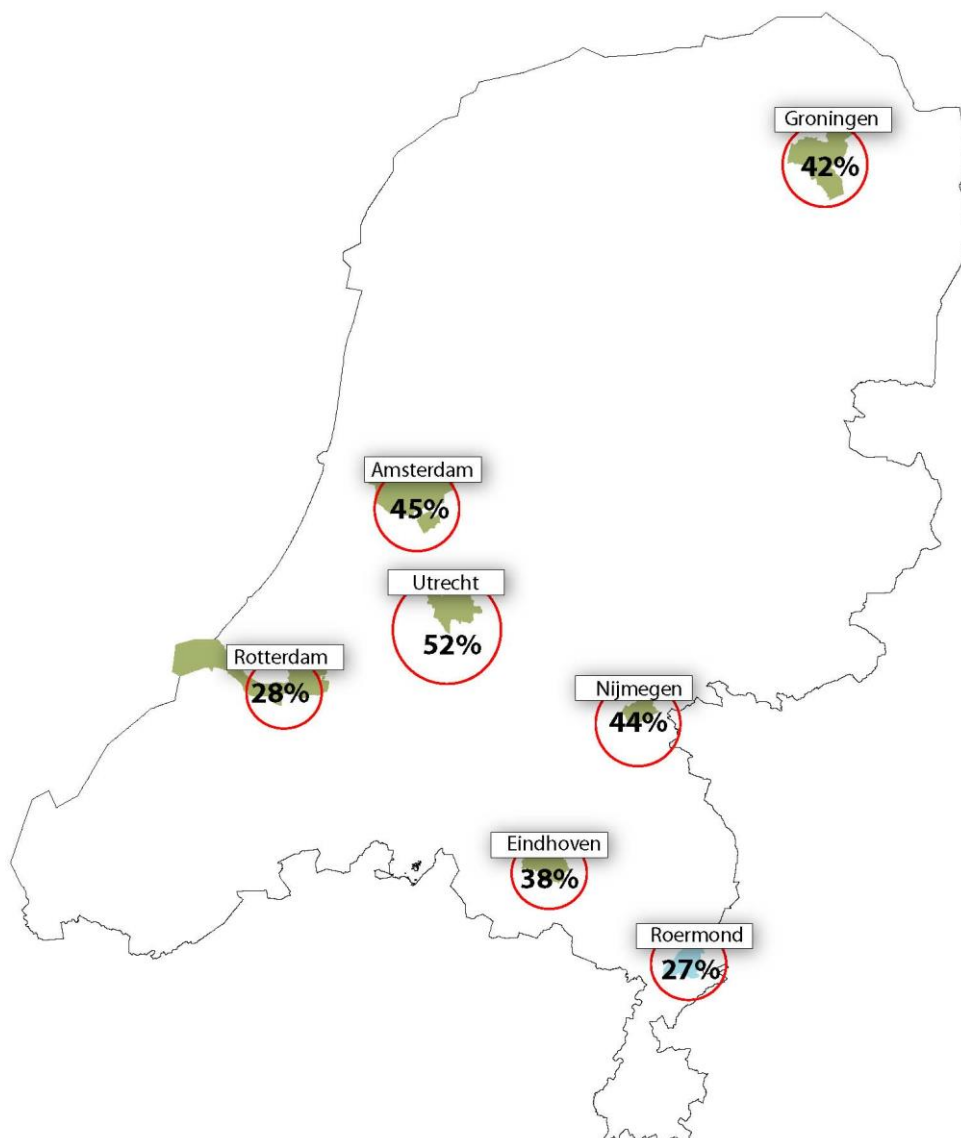 Groningen
42%
Amsterdam
45%
Utrecht
52%
Rotterdam
28%
Nijmegen
44%
Eindhoven
38%
Roermond
27%